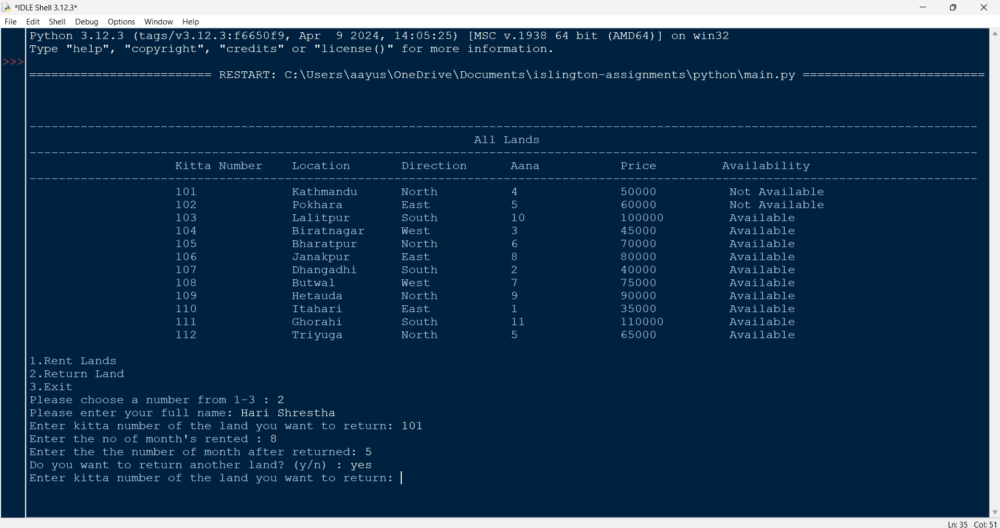 *IDLE Shell 3.12.3*
File Edit Shell Debug Options Window Help
Python 3.12.3 (tags/v3.12.3:f6650f9, Apr  9 2024, 14:05:25) [MSC v.1938 64 bit (AMD64)] on win32
Type "help", "copyright", "credits" or "license()" for more information.
>>>
========================= RESTART: C:\Users\aayus\OneDrive\Documents\islington-assignments\python\main.py =========================
----------------------------------------------------------------------------------------------------------------------------------
All Lands
----------------------------------------------------------------------------------------------------------------------------------
Kitta Number Location Direction Aana Price Availability
----------------------------------------------------------------------------------------------------------------------------------
101 Kathmandu North 4 50000 Not Available
102 Pokhara East 5 60000 Not Available
103 Lalitpur South 10 100000 Available
104 Biratnagar West 3 45000 Available
105 Bharatpur North 6 70000 Available
106 Janakpur East 8 80000 Available
107 Dhangadhi South 2 40000 Available
108 Butwal West 7 75000 Available
109 Hetauda North 9 90000 Available
110 Itahari East 1 35000 Available
111 Ghorahi South 11 110000 Available
112 Triyuga North 5 65000 Available
1.Rent Lands
2.Return Land
3.Exit
Please choose a number from 1-3 : 2
Please enter your full name: Hari Shrestha
Enter kitta number of the land you want to return: 101
Enter the no of month's rented : 8
Enter the the number of month after returned: 5
Do you want to return another land? (y/n) : yes
Enter kitta number of the land you want to return:
Ln: 35 Col: 51